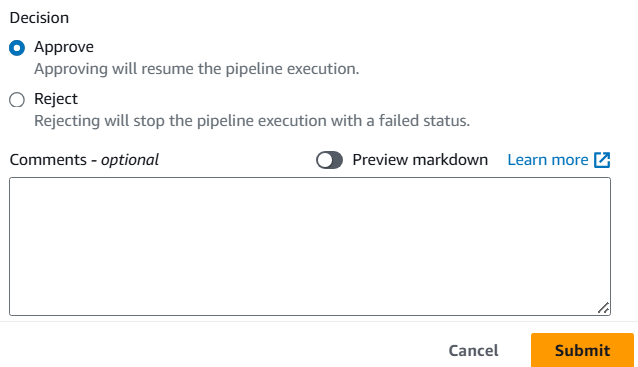 Decision
Approve
Approving will resume the pipeline execution.
Reject
Rejecting will stop the pipeline execution with a failed status.
Comments - optional Preview markdown Learn more
Cancel Submit